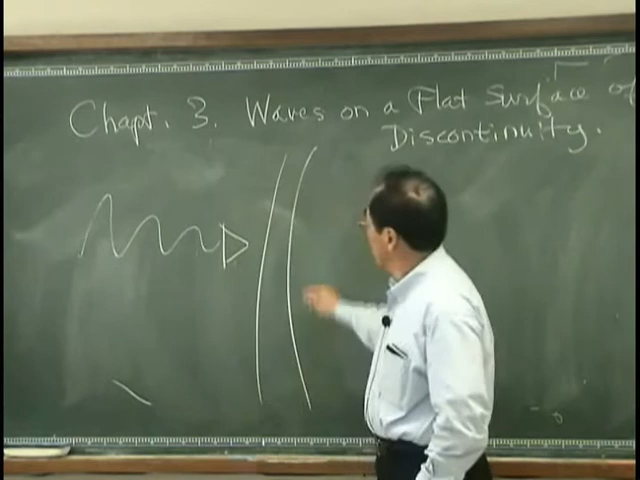 Chapt. 3. Waves on a Flat Surface of
Discontinuity.